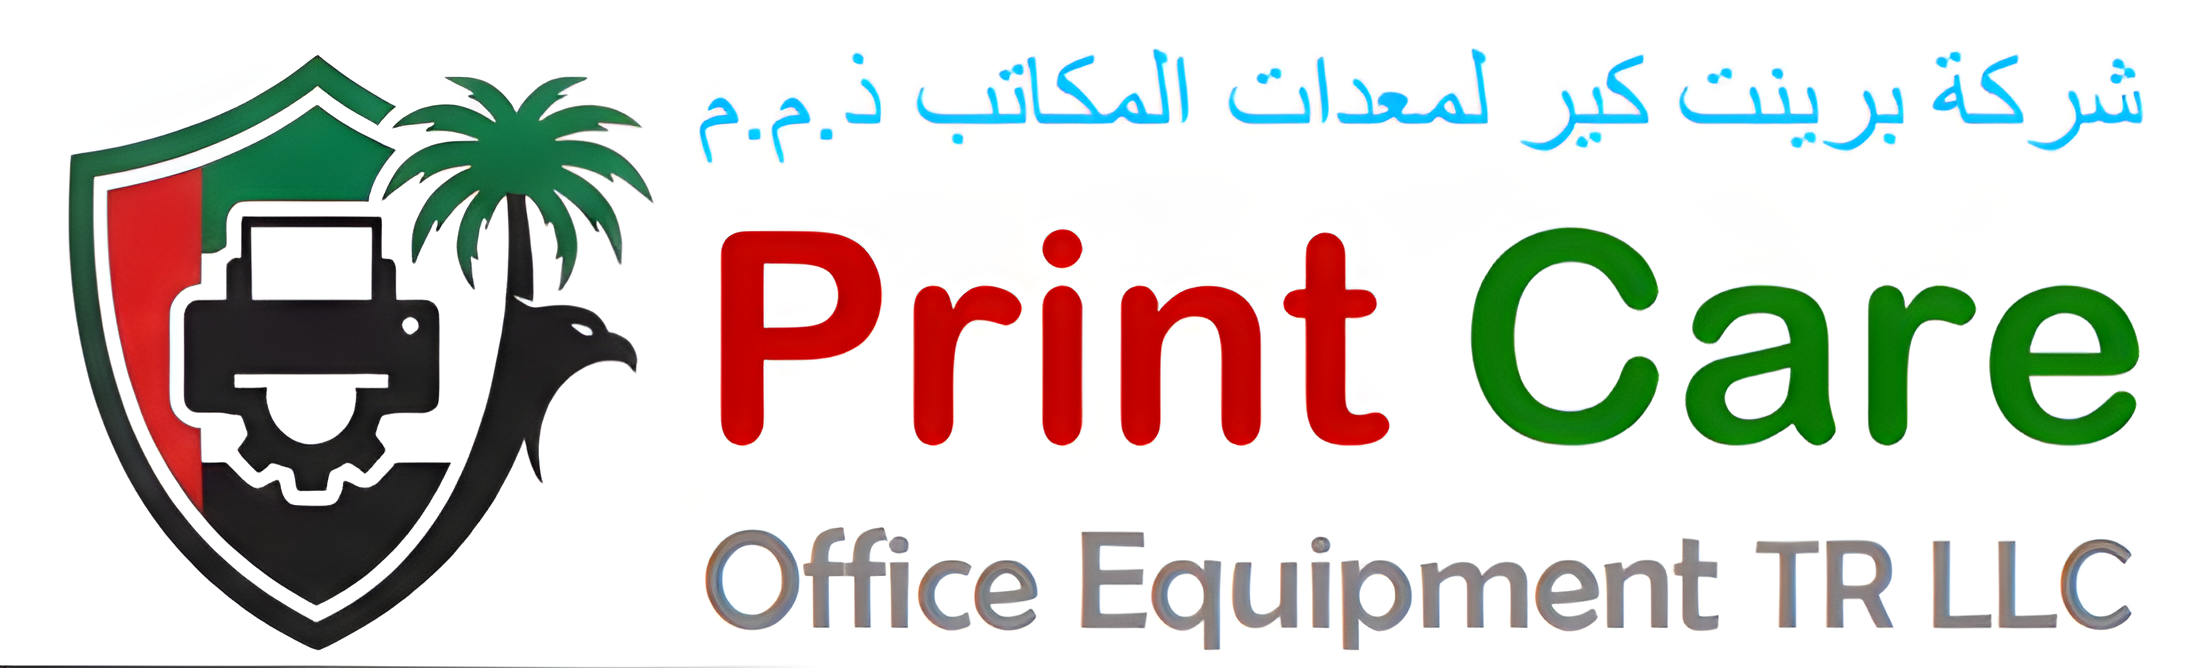 شركة برينت كير لمعدات المكاتب ذ.م.م
Print Care
Office Equipment TR LLC